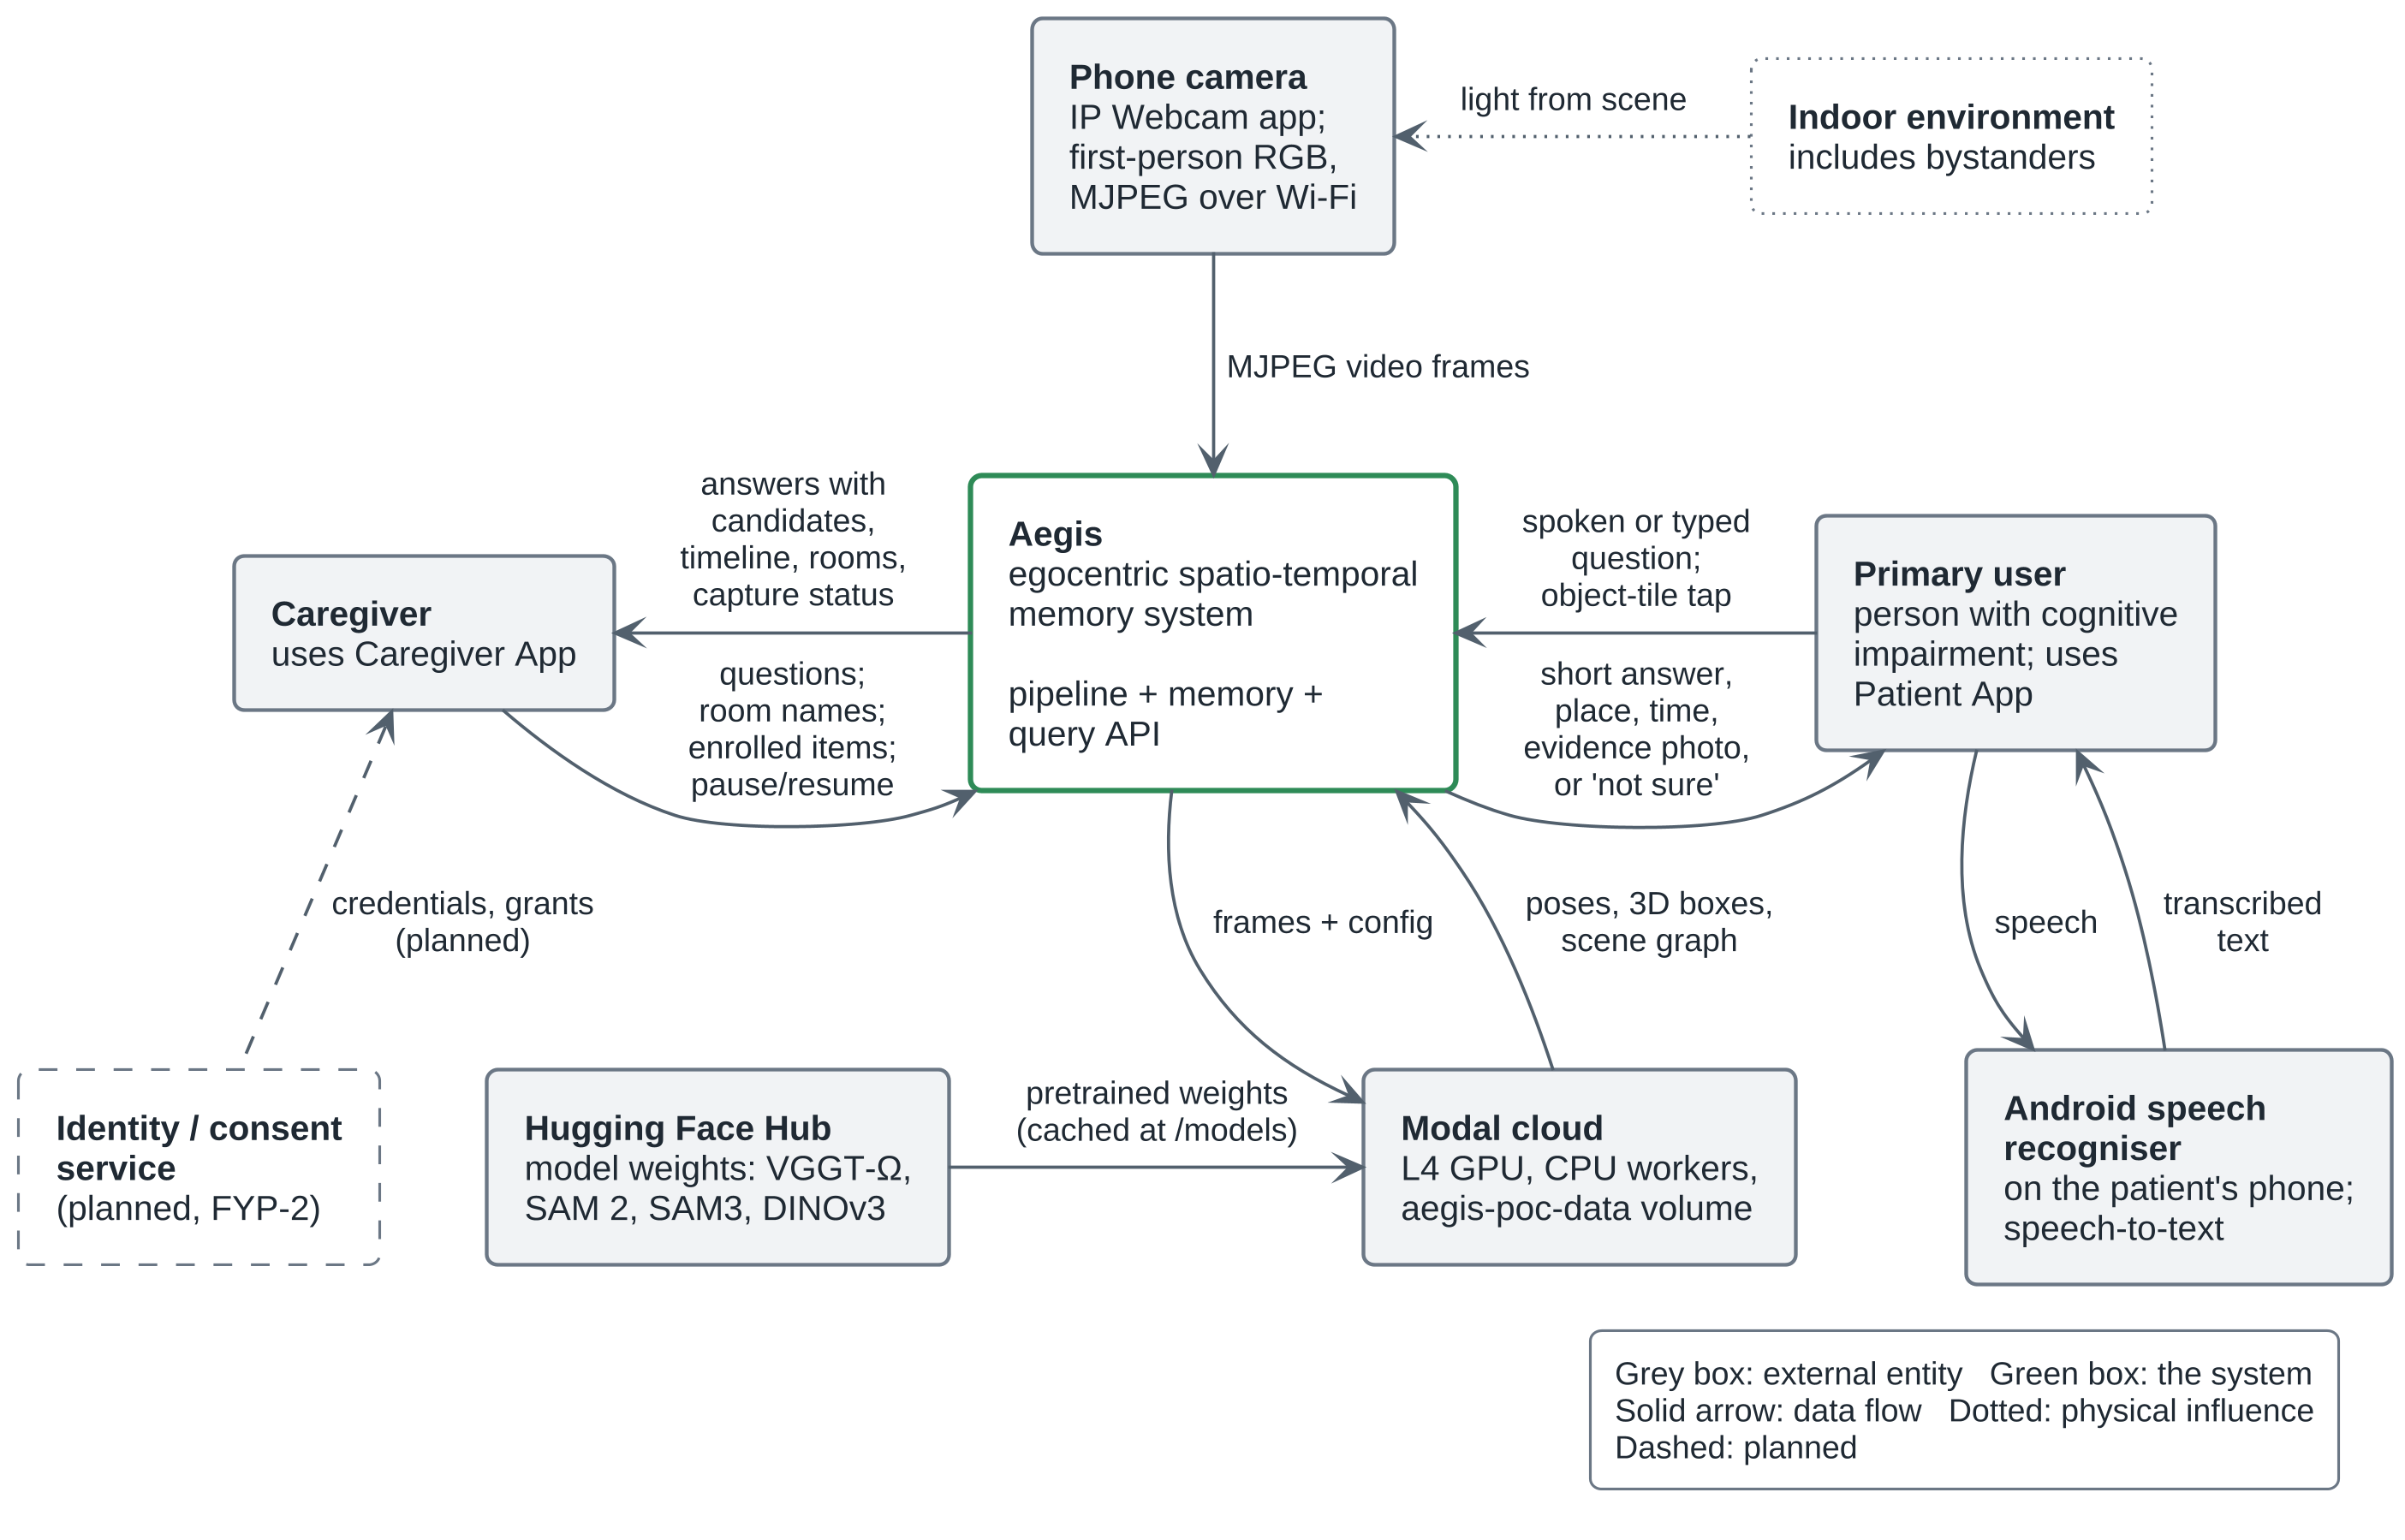 Phone camera
IP Webcam app;
first-person RGB,
MJPEG over Wi-Fi
light from scene
Indoor environment
includes bystanders
MJPEG video frames
answers with
candidates,
timeline, rooms,
capture status
Aegis
egocentric spatio-temporal
memory system
pipeline + memory +
query API
spoken or typed
question;
object-tile tap
Primary user
person with cognitive
impairment; uses
Patient App
Caregiver
uses Caregiver App
questions;
room names;
enrolled items;
pause/resume
short answer,
place, time,
evidence photo,
or 'not sure'
credentials, grants
(planned)
frames + config
poses, 3D boxes,
scene graph
speech
transcribed
text
Identity / consent
service
(planned, FYP-2)
Hugging Face Hub
model weights: VGGT-Ω,
SAM 2, SAM3, DINOv3
pretrained weights
(cached at /models)
Modal cloud
L4 GPU, CPU workers,
aegis-poc-data volume
Android speech
recogniser
on the patient's phone;
speech-to-text
Grey box: external entity   Green box: the system
Solid arrow: data flow   Dotted: physical influence
Dashed: planned